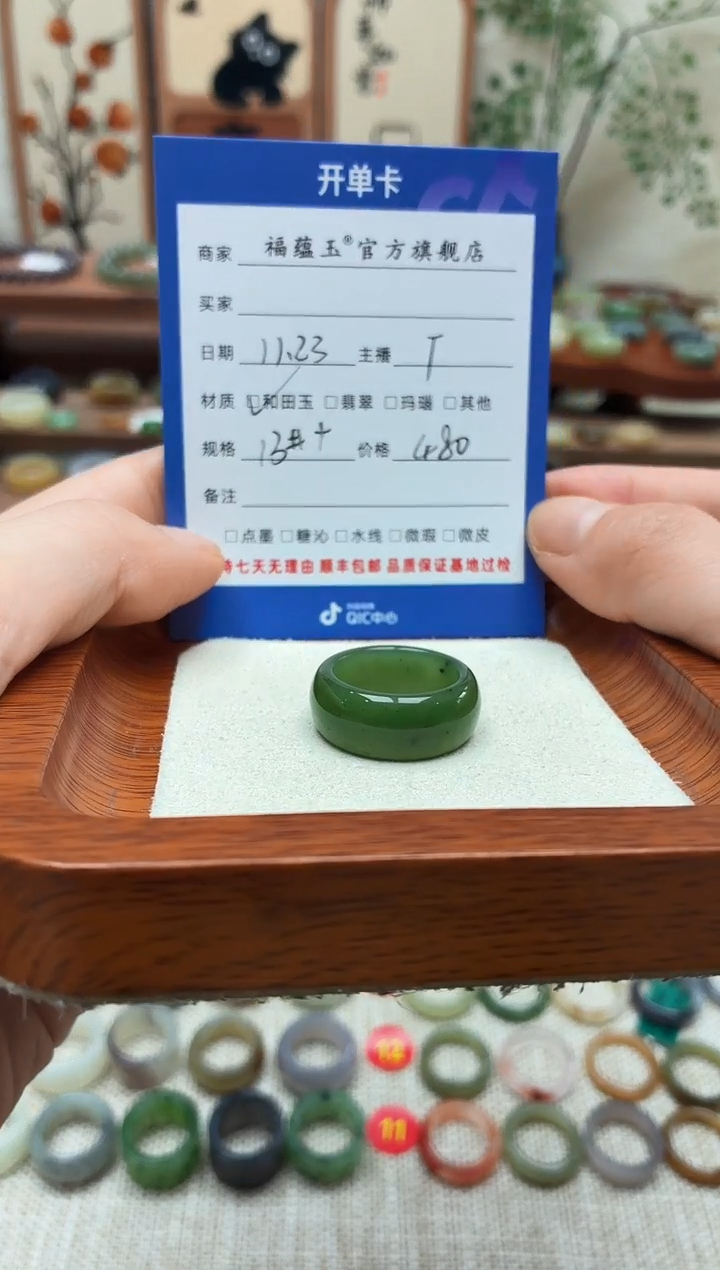 开单卡
商家 福蕴玉®官方旗舰店
买家
日期 11.23 主播 T
材质 ☑和田玉 □翡翠 □玛瑙 □其他
规格 13#+ 价格 480
备注
□点墨 □糖沁 □水线 □微瑕 □微皮
持七天无理由 顺丰包邮 品质保证基地过检
QIC中心
12
11